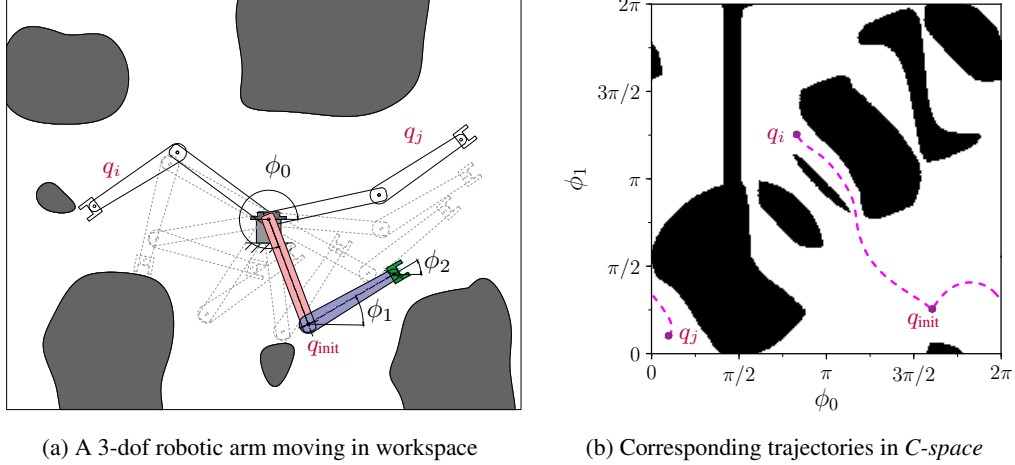 q_j
q_i
ϕ_0
ϕ_2
ϕ_1
q_init
(a) A 3-dof robotic arm moving in workspace
2π
3π/2
π
π/2
0
ϕ_1
q_i
q_init
q_j
0 π/2 π 3π/2 2π
ϕ_0
(b) Corresponding trajectories in C-space